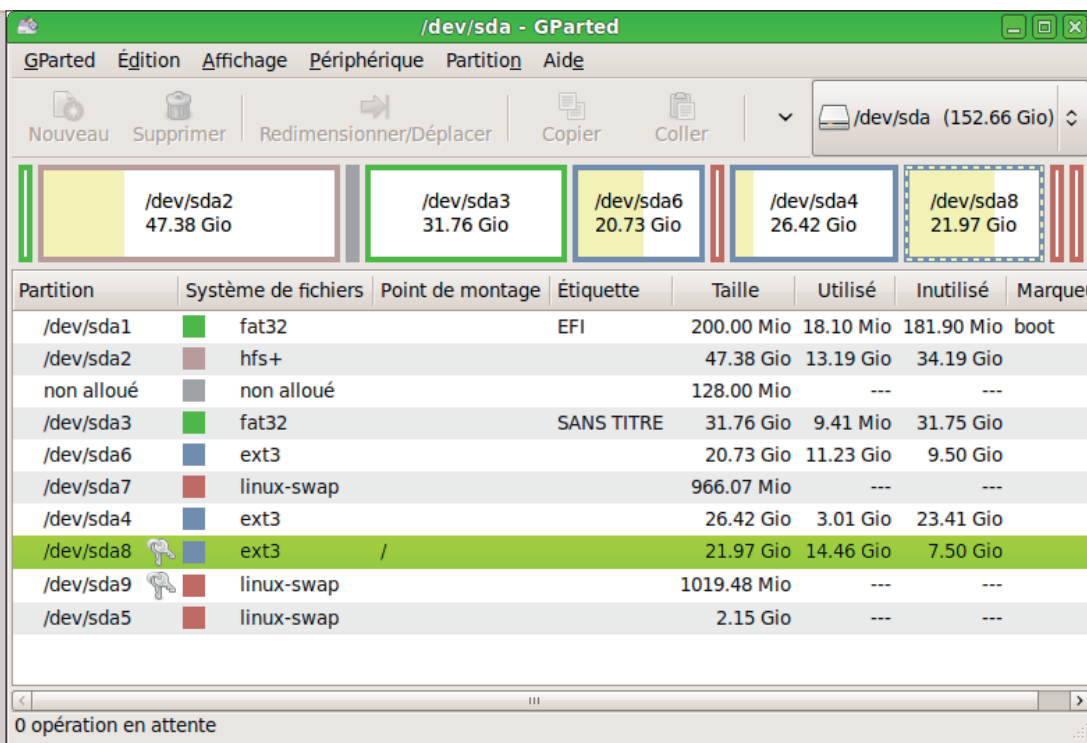 /dev/sda - GParted
GParted Édition Affichage Périphérique Partition Aide
Nouveau Supprimer Redimensionner/Déplacer Copier Coller /dev/sda (152.66 Gio)
/dev/sda2 /dev/sda3 /dev/sda6 /dev/sda4 /dev/sda8
47.38 Gio 31.76 Gio 20.73 Gio 26.42 Gio 21.97 Gio
Partition Système de fichiers Point de montage Étiquette Taille Utilisé Inutilisé
/dev/sda1 fat32 EFI 200.00 Mio 18.10 Mio 181.90 Mio boot
/dev/sda2 hfs+ 47.38 Gio 13.19 Gio 34.19 Gio
non alloué non alloué 128.00 Mio ---  ---
/dev/sda3 fat32 SANS TITRE 31.76 Gio 9.41 Mio 31.75 Gio
/dev/sda6 ext3 20.73 Gio 11.23 Gio 9.50 Gio
/dev/sda7 linux-swap 966.07 Mio --- ---
/dev/sda4 ext3 26.42 Gio 3.01 Gio 23.41 Gio
/dev/sda8 ext3 / 21.97 Gio 14.46 Gio 7.50 Gio
/dev/sda9 linux-swap 1019.48 Mio --- ---
/dev/sda5 linux-swap 2.15 Gio --- ---
0 opération en attente